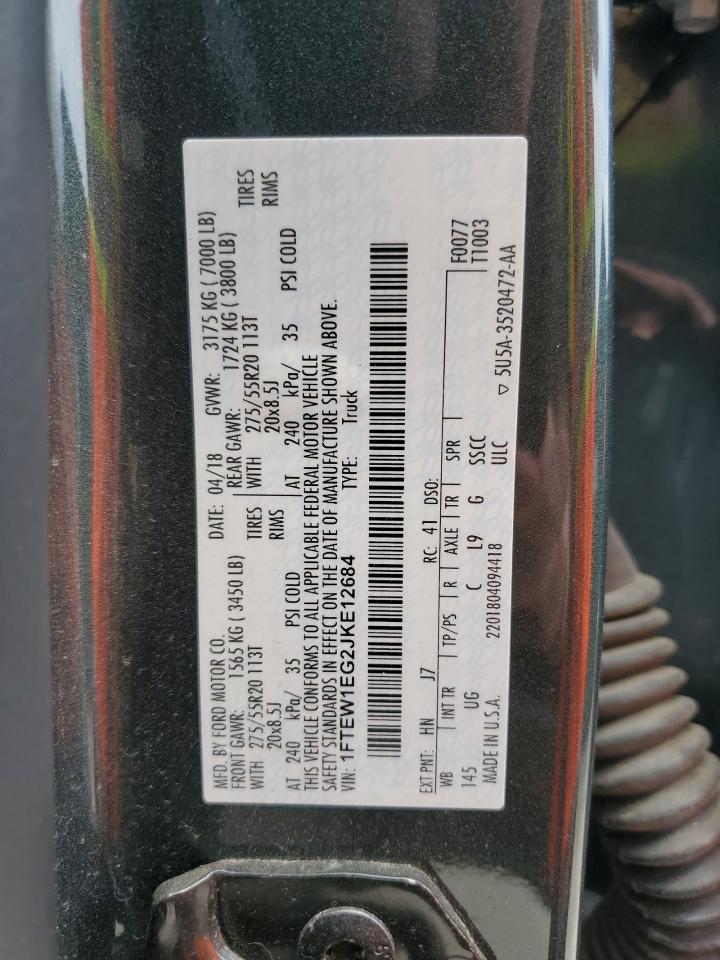 MFD. BY FORD MOTOR CO. DATE: 04/18 GVWR: 3175 KG ( 7000 LB)
FRONT GAWR: 1565 KG ( 3450 LB) REAR GAWR: 1724 KG ( 3800 LB)
WITH 275/55R20 113T TIRES WITH 275/55R20 113T TIRES
20x8.5J RIMS 20x8.5J RIMS
AT 240 kPa/ 35 PSI COLD AT 240 kPa/ 35 PSI COLD
THIS VEHICLE CONFORMS TO ALL APPLICABLE FEDERAL MOTOR VEHICLE
SAFETY STANDARDS IN EFFECT ON THE DATE OF MANUFACTURE SHOWN ABOVE.
VIN: 1FTEW1EG2JKE12684 TYPE: Truck
EXT PNT: HN J7 RC: 41 DSO:
WB INT TR TP/PS R AXLE TR SPR F0077
145 UG C L9 G SSCC TT003
ULC
MADE IN U.S.A. 2201804094418 ▽ 5U5A-3520472-AA